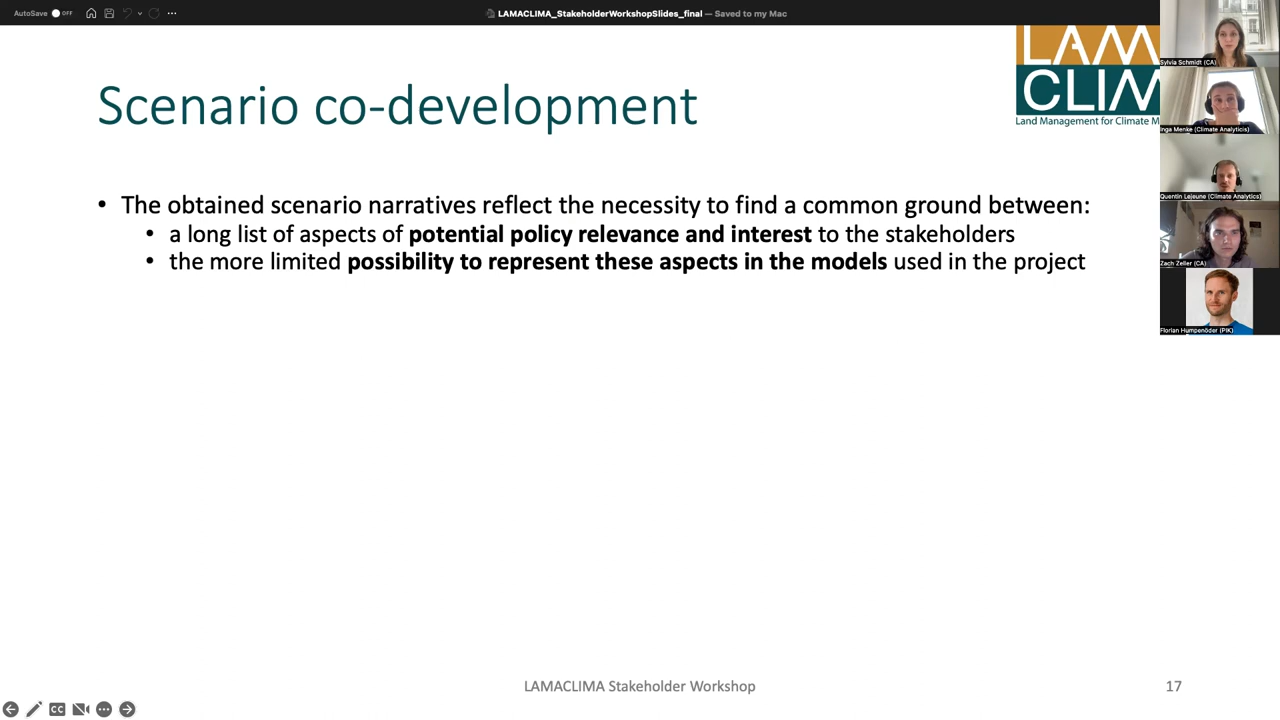 AutoSave OFF
LAMACLIMA_StakeholderWorkshopSlides_final — Saved to my Mac
LAM
CLIM
Land Management for Climate M
Sylvia Schmidt (CA)
Inga Menke (Climate Analyticis)
Quentin Lejeune (Climate Analytics)
Zach Zeller (CA)
Florian Humpenöder (PIK)
Scenario co-development
• The obtained scenario narratives reflect the necessity to find a common ground between:
• a long list of aspects of potential policy relevance and interest to the stakeholders
• the more limited possibility to represent these aspects in the models used in the project
LAMACLIMA Stakeholder Workshop
17
CC